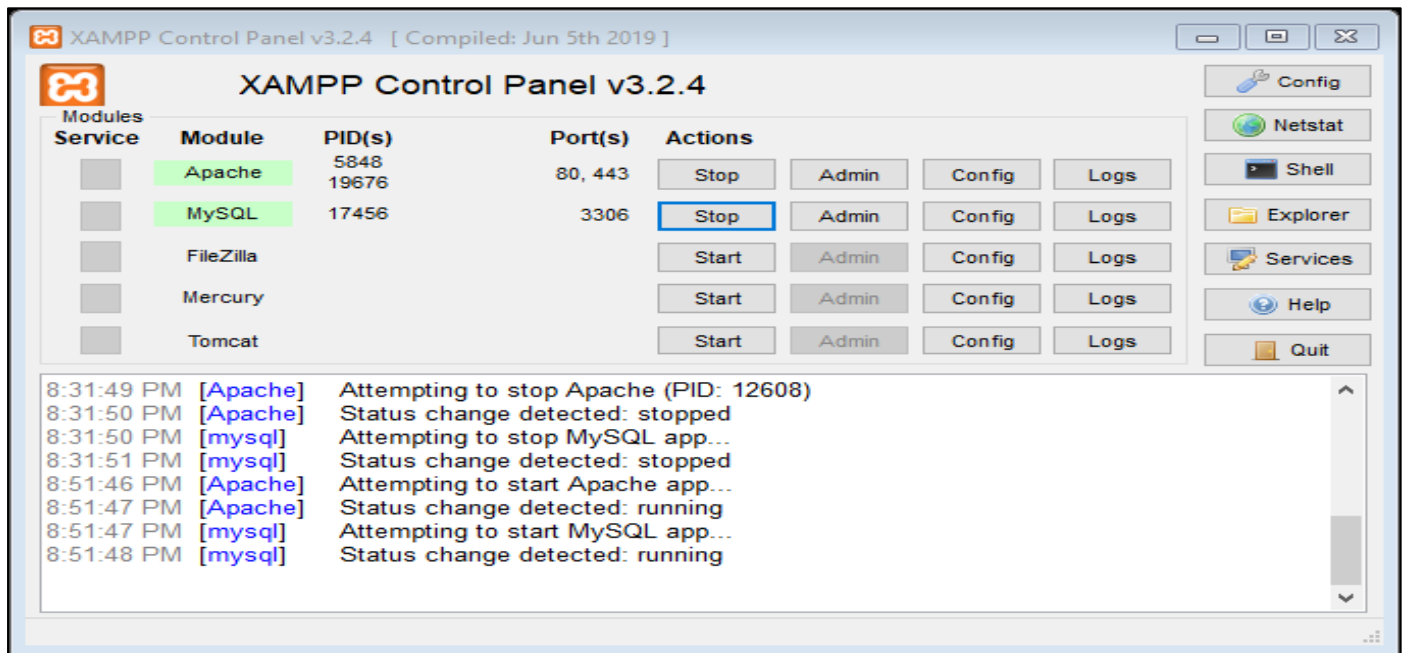 XAMPP Control Panel v3.2.4 [ Compiled: Jun 5th 2019 ]
XAMPP Control Panel v3.2.4
Config
Netstat
Shell
Explorer
Services
Help
Quit
Modules
Service Module PID(s) Port(s) Actions
Apache 5848 19676 80, 443 Stop Admin Config Logs
MySQL 17456 3306 Stop Admin Config Logs
FileZilla Start Admin Config Logs
Mercury Start Admin Config Logs
Tomcat Start Admin Config Logs
8:31:49 PM [Apache] Attempting to stop Apache (PID: 12608)
8:31:50 PM [Apache] Status change detected: stopped
8:31:50 PM [mysql] Attempting to stop MySQL app...
8:31:51 PM [mysql] Status change detected: stopped
8:51:46 PM [Apache] Attempting to start Apache app...
8:51:47 PM [Apache] Status change detected: running
8:51:47 PM [mysql] Attempting to start MySQL app...
8:51:48 PM [mysql] Status change detected: running